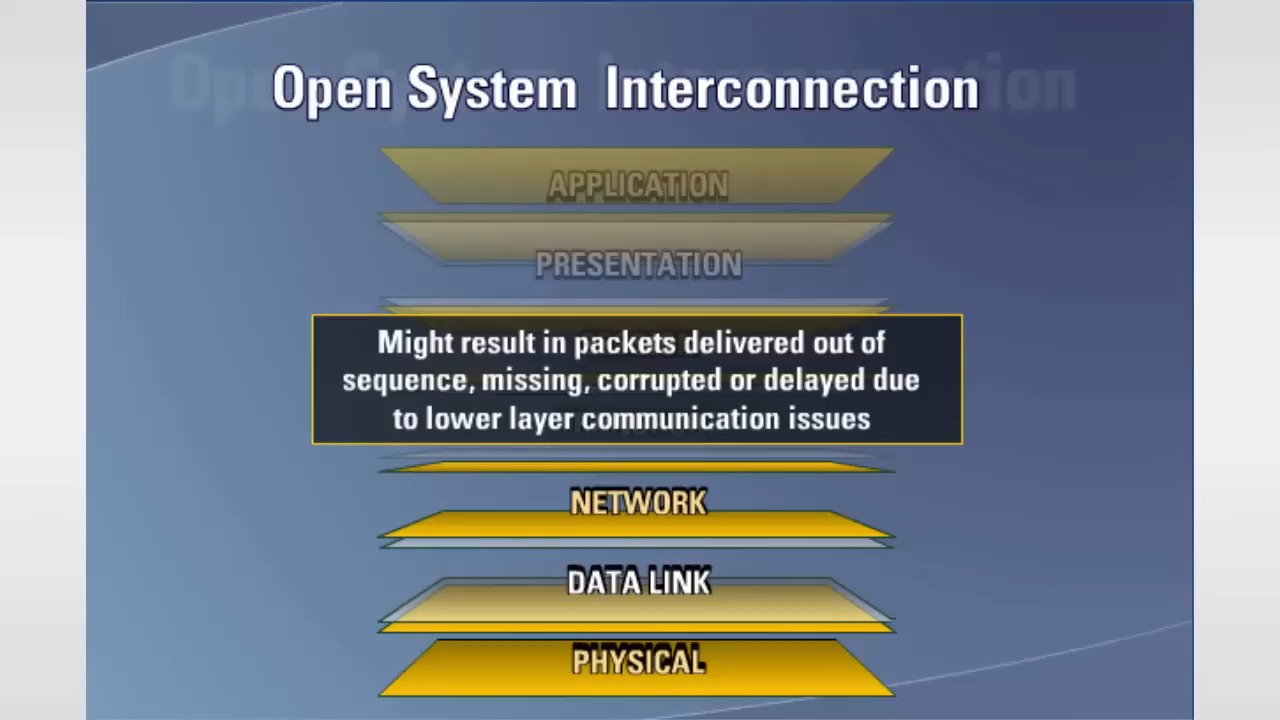 Open System Interconnection
APPLICATION
PRESENTATION
Might result in packets delivered out of
sequence, missing, corrupted or delayed due
to lower layer communication issues
NETWORK
DATA LINK
PHYSICAL